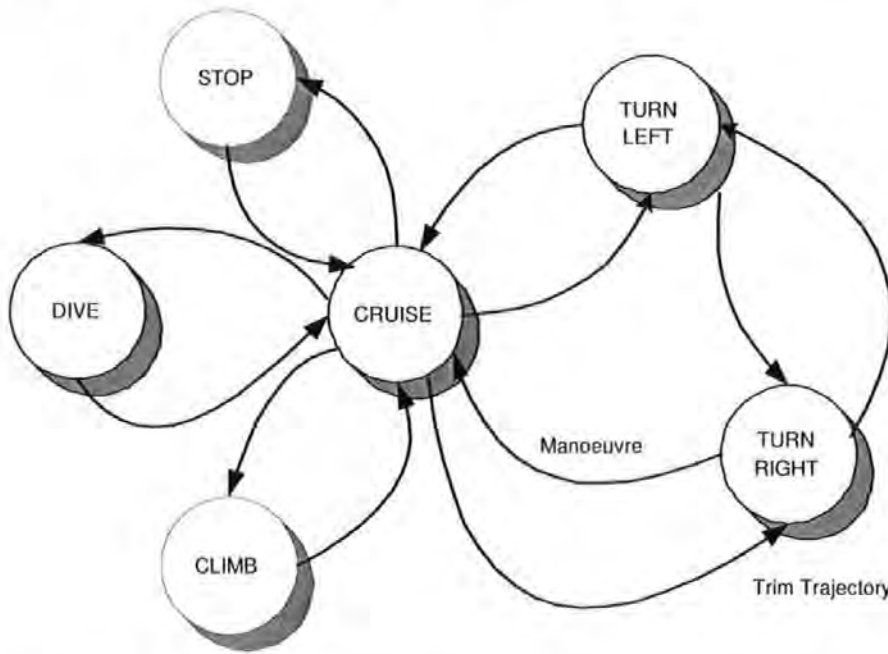 STOP
TURN
LEFT
DIVE
CRUISE
Manoeuvre
TURN
RIGHT
CLIMB
Trim Trajectory